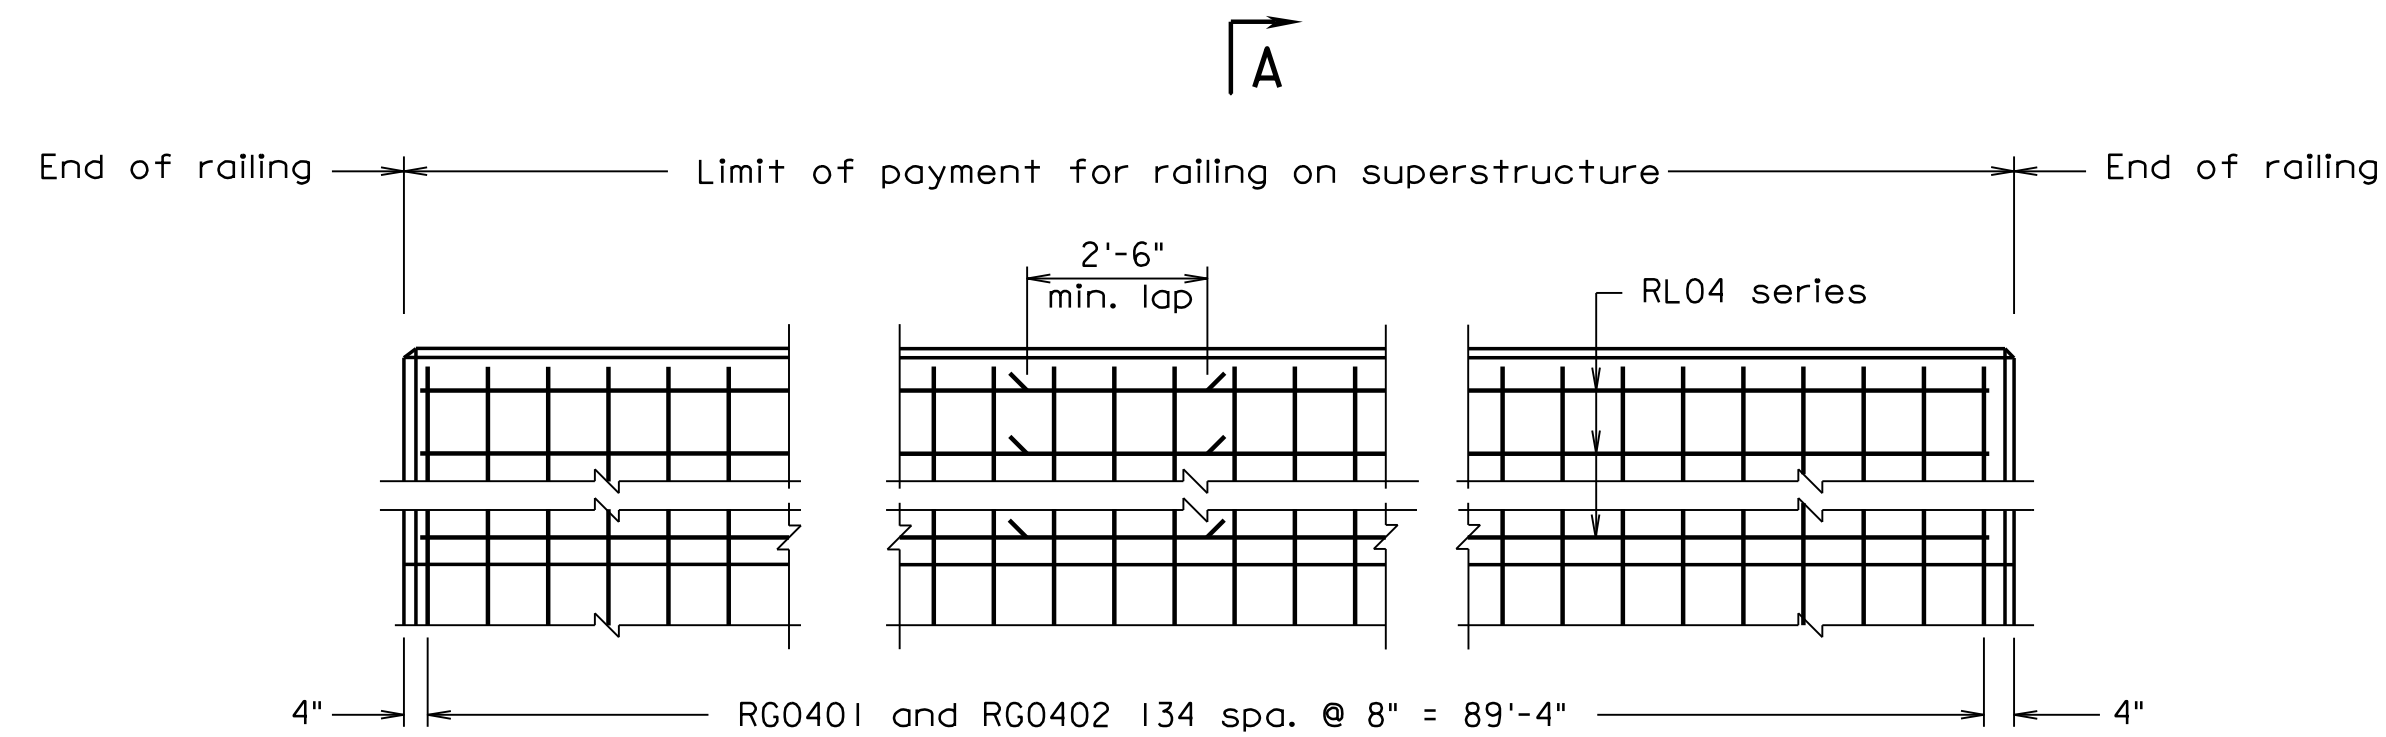 A
End of railing
Limit of payment for railing on superstructure
End of railing
2'-6"
min. lap
RL04 series
4"
RG0401 and RG0402 134 spa. @ 8" = 89'-4"
4"